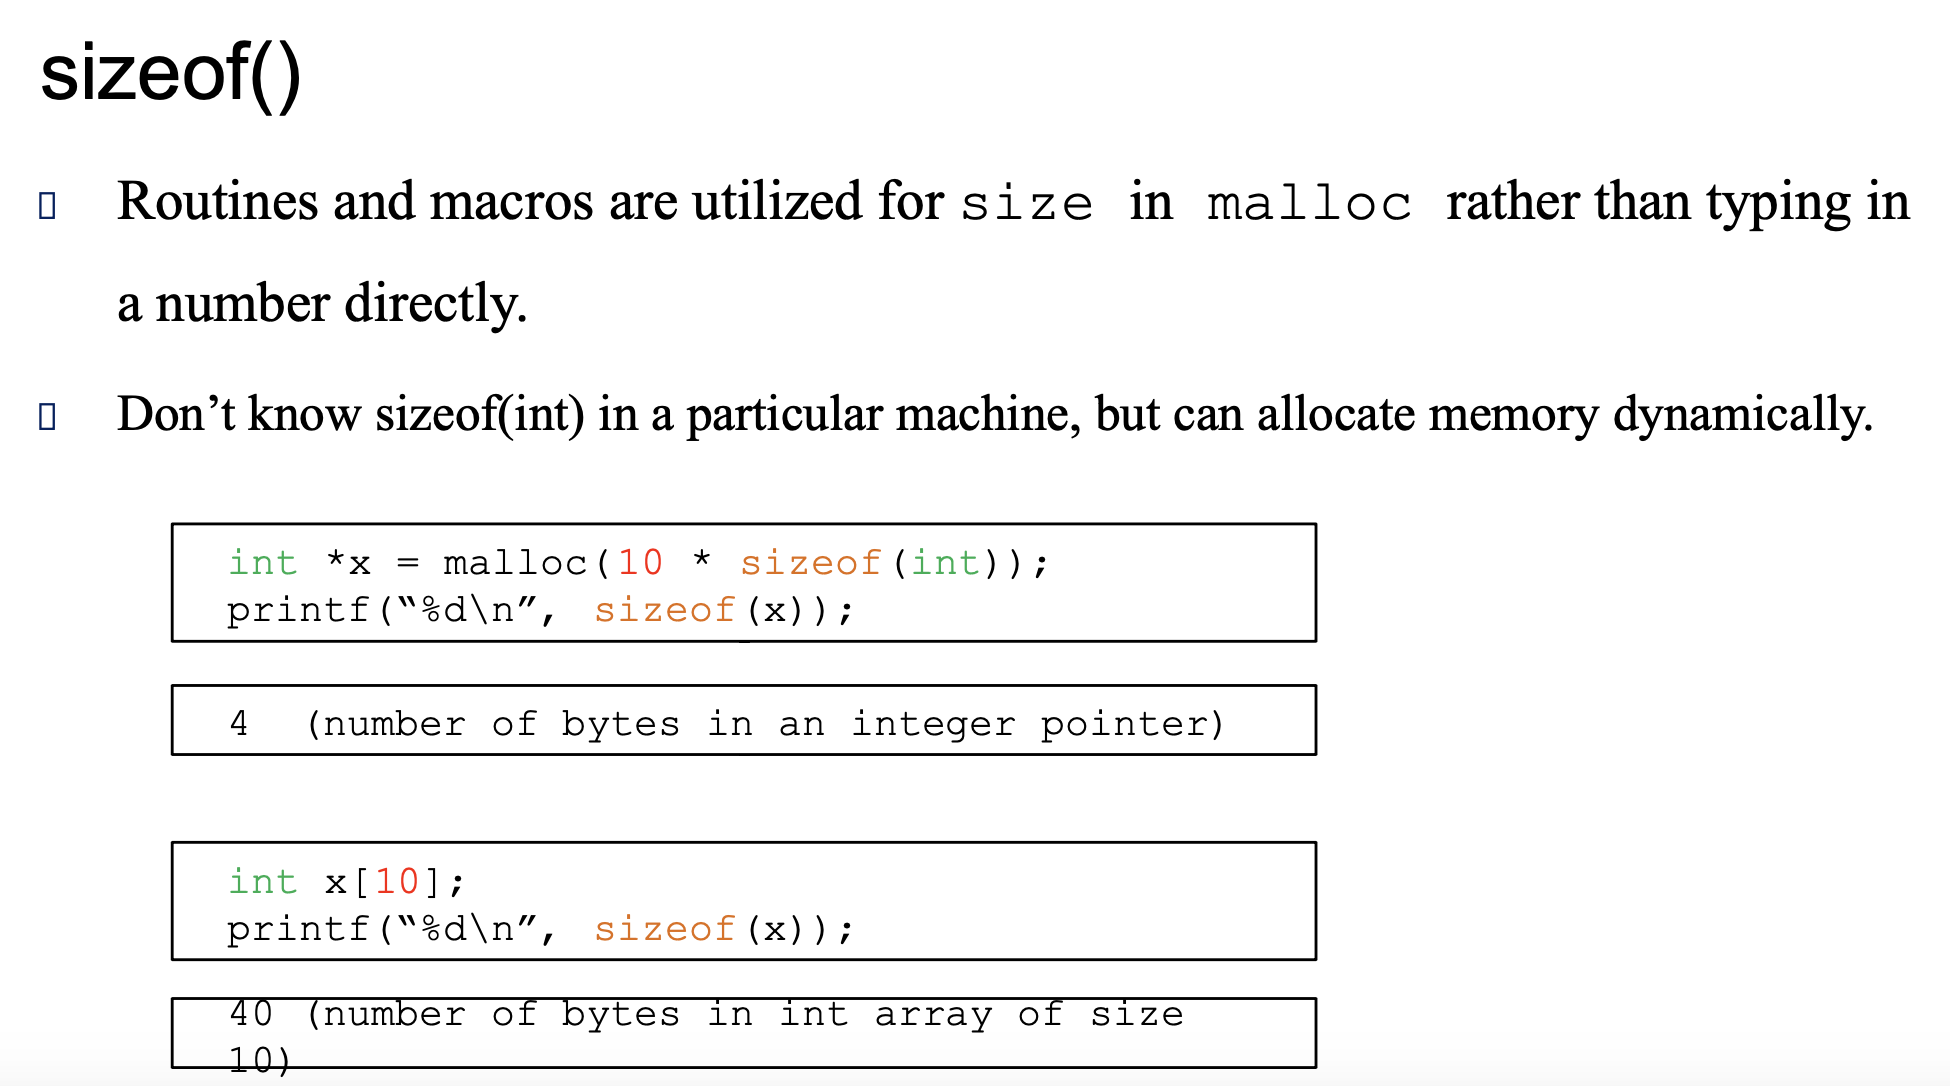 sizeof()
Routines and macros are utilized for size in malloc rather than typing in
a number directly.
Don’t know sizeof(int) in a particular machine, but can allocate memory dynamically.
int *x = malloc(10 * sizeof(int));
printf(“%d\n”, sizeof(x));
4 (number of bytes in an integer pointer)
int x[10];
printf(“%d\n”, sizeof(x));
40 (number of bytes in int array of size
10)